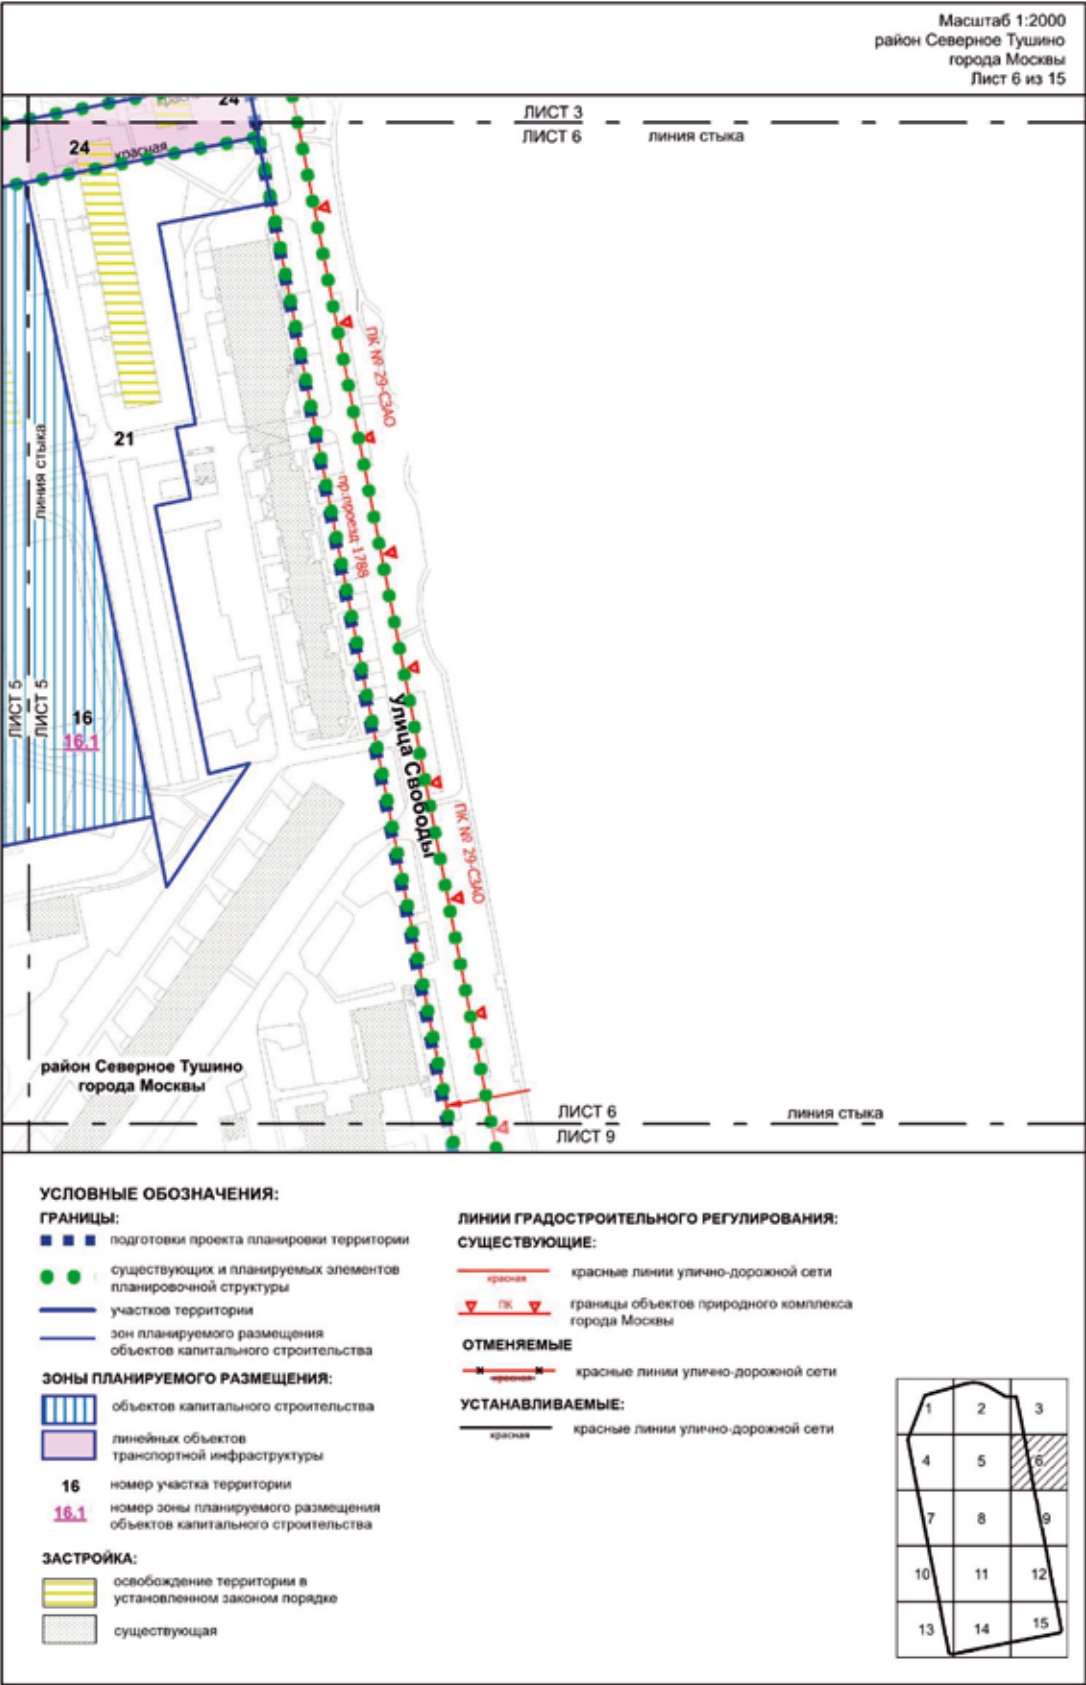 Масштаб 1:2000
район Северное Тушино
города Москвы
Лист 6 из 15
24
ЛИСТ 3
ЛИСТ 6
линия стыка
24
красная
ПК № 29-СЗАО
21
линия стыка
пр.проезд 1788
ЛИСТ 5
ЛИСТ 5
16
16.1
Улица Свободы
ПК № 29-СЗАО
район Северное Тушино
города Москвы
ЛИСТ 6
линия стыка
ЛИСТ 9
УСЛОВНЫЕ ОБОЗНАЧЕНИЯ:
ГРАНИЦЫ:
подготовки проекта планировки территории
существующих и планируемых элементов
планировочной структуры
участков территории
зон планируемого размещения
объектов капитального строительства
ЗОНЫ ПЛАНИРУЕМОГО РАЗМЕЩЕНИЯ:
объектов капитального строительства
линейных объектов
транспортной инфраструктуры
16 номер участка территории
16.1 номер зоны планируемого размещения
объектов капитального строительства
ЗАСТРОЙКА:
освобождение территории в
установленном законом порядке
существующая
ЛИНИИ ГРАДОСТРОИТЕЛЬНОГО РЕГУЛИРОВАНИЯ:
СУЩЕСТВУЮЩИЕ:
красная красные линии улично-дорожной сети
ПК границы объектов природного комплекса
города Москвы
ОТМЕНЯЕМЫЕ
красная красные линии улично-дорожной сети
УСТАНАВЛИВАЕМЫЕ:
красная красные линии улично-дорожной сети
1 2 3
4 5 6
7 8 9
10 11 12
13 14 15